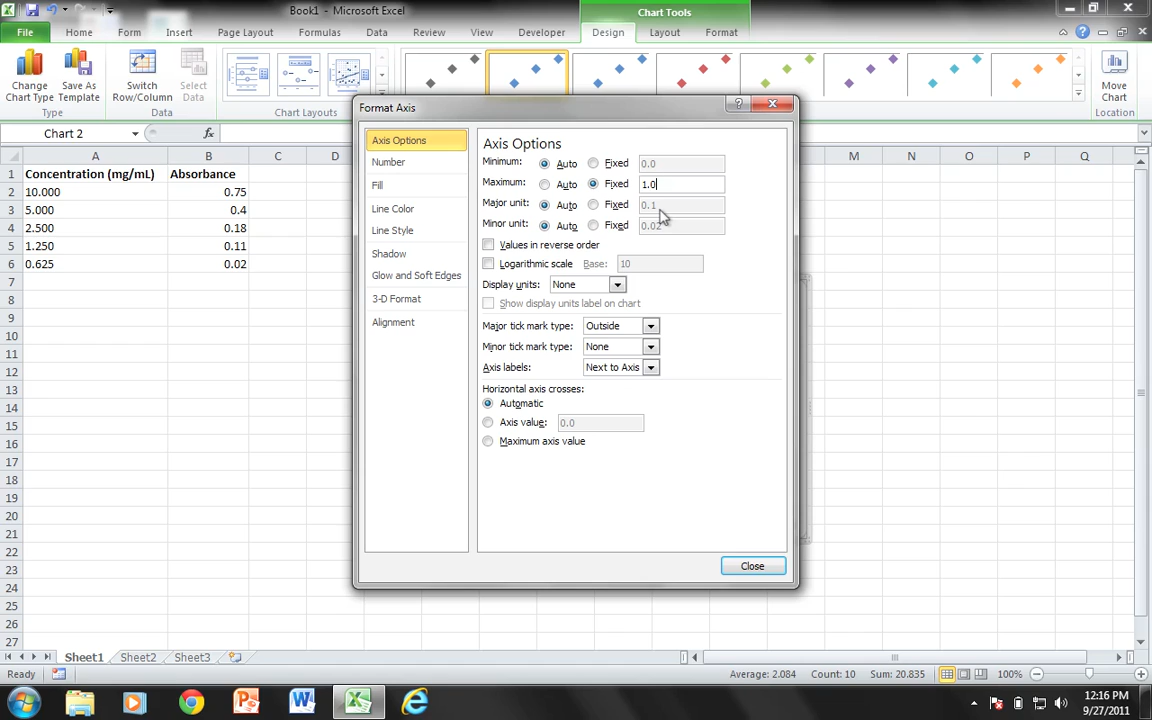 Book1 - Microsoft Excel
Chart Tools
File Home Form Insert Page Layout Formulas Data Review View Developer Design Layout Format
Change Chart Type
Save As Template
Switch Row/Column
Select Data
Move Chart
Type Data Chart Layouts Location
Chart 2 fx
A B C D M N O P Q
1 Concentration (mg/mL) Absorbance
2 10.000 0.75
3 5.000 0.4
4 2.500 0.18
5 1.250 0.11
6 0.625 0.02
7
8
9
10
11
12
13
14
15
16
17
18
19
20
21
22
23
24
25
26
27
Format Axis
Axis Options
Number
Fill
Line Color
Line Style
Shadow
Glow and Soft Edges
3-D Format
Alignment
Axis Options
Minimum: Auto Fixed 0.0
Maximum: Auto Fixed 1.0
Major unit: Auto Fixed 0.1
Minor unit: Auto Fixed 0.02
Values in reverse order
Logarithmic scale Base: 10
Display units: None
Show display units label on chart
Major tick mark type: Outside
Minor tick mark type: None
Axis labels: Next to Axis
Horizontal axis crosses:
Automatic
Axis value: 0.0
Maximum axis value
Close
Sheet1 Sheet2 Sheet3
Ready Average: 2.084 Count: 10 Sum: 20.835 100%
12:16 PM
9/27/2011